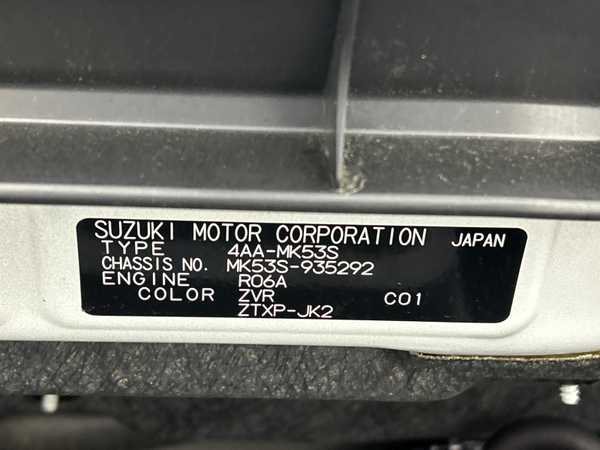 SUZUKI MOTOR CORPORATION JAPAN
TYPE 4AA-MK53S
CHASSIS NO. MK53S-935292
ENGINE R06A
COLOR ZVR C01
ZTXP-JK2